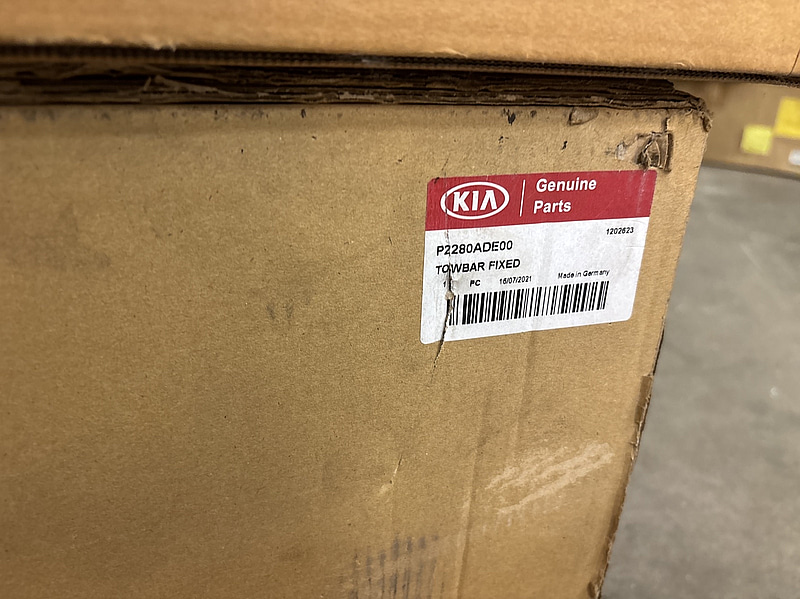 KIA
Genuine
Parts
1202623
P2280ADE00
TOWBAR FIXED
PC 16/07/2021 Made in Germany